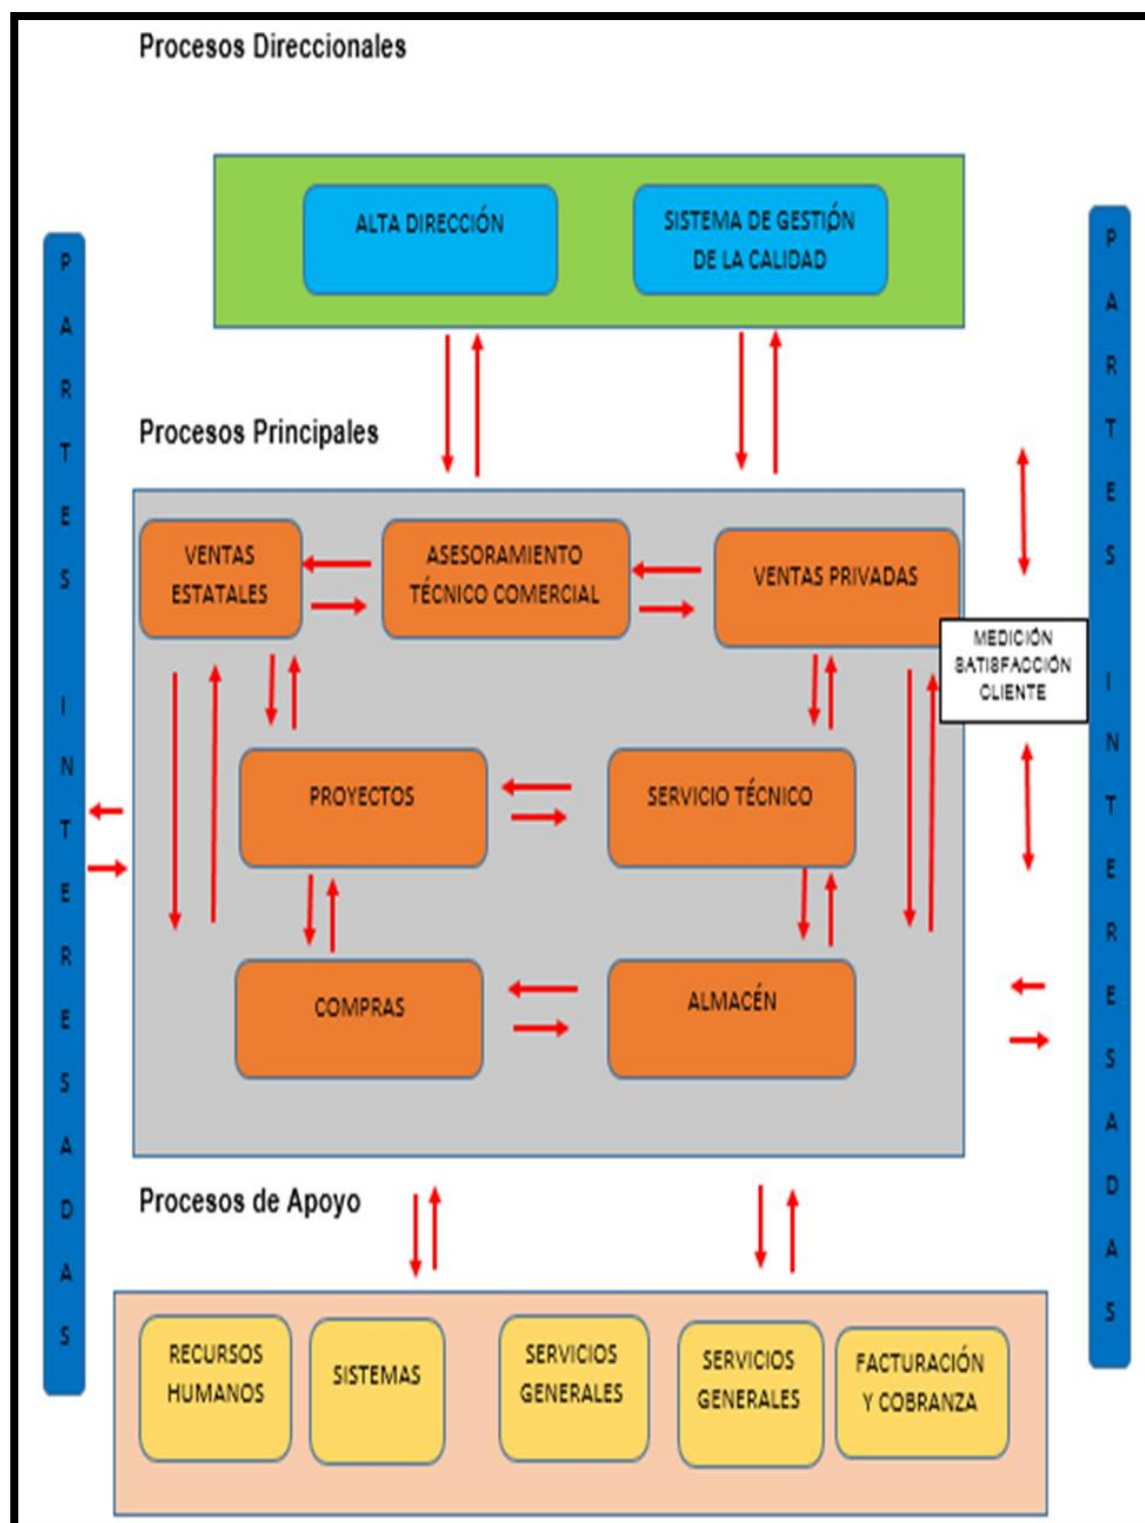 Procesos Direccionales
ALTA DIRECCIÓN
SISTEMA DE GESTIÓN
DE LA CALIDAD
PARTES INTERESADAS
PARTES INTERESADAS
Procesos Principales
VENTAS
ESTATALES
ASESORAMIENTO
TÉCNICO COMERCIAL
VENTAS PRIVADAS
MEDICIÓN
SATISFACCIÓN
CLIENTE
PROYECTOS
SERVICIO TÉCNICO
COMPRAS
ALMACÉN
Procesos de Apoyo
RECURSOS
HUMANOS
SISTEMAS
SERVICIOS
GENERALES
SERVICIOS
GENERALES
FACTURACIÓN
Y COBRANZA